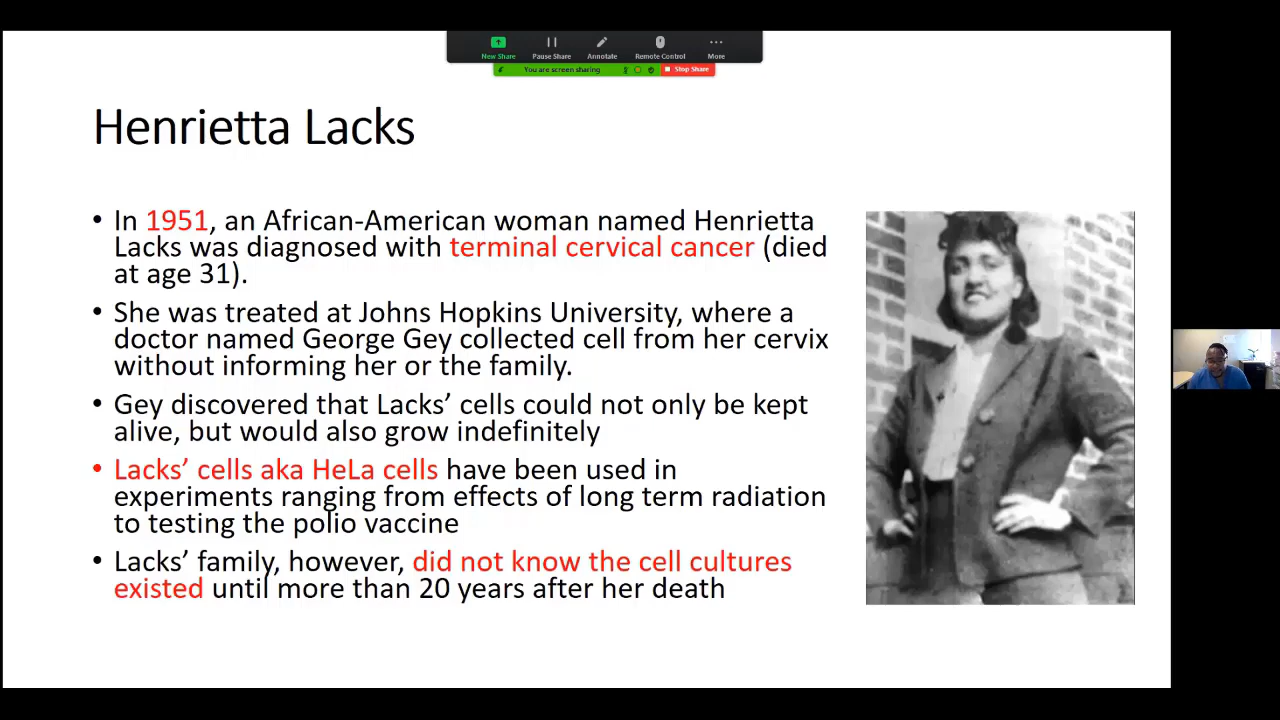 New Share
Pause Share
Annotate
Remote Control
More
You are screen sharing
Stop Share
Henrietta Lacks
• In 1951, an African-American woman named Henrietta
Lacks was diagnosed with terminal cervical cancer (died
at age 31).
• She was treated at Johns Hopkins University, where a
doctor named George Gey collected cell from her cervix
without informing her or the family.
• Gey discovered that Lacks’ cells could not only be kept
alive, but would also grow indefinitely
• Lacks’ cells aka HeLa cells have been used in
experiments ranging from effects of long term radiation
to testing the polio vaccine
• Lacks’ family, however, did not know the cell cultures
existed until more than 20 years after her death